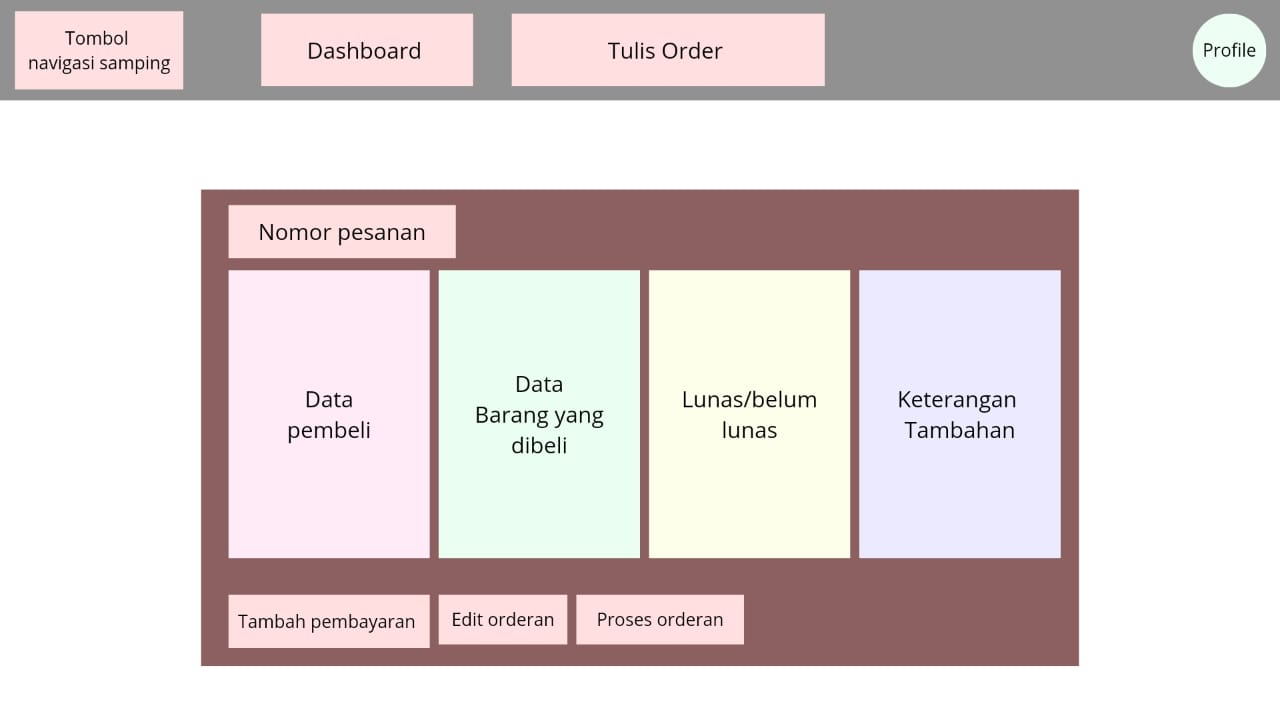 Tombol
navigasi samping
Dashboard
Tulis Order
Profile
Nomor pesanan
Data
pembeli
Data
Barang yang
dibeli
Lunas/belum
lunas
Keterangan
Tambahan
Tambah pembayaran
Edit orderan
Proses orderan